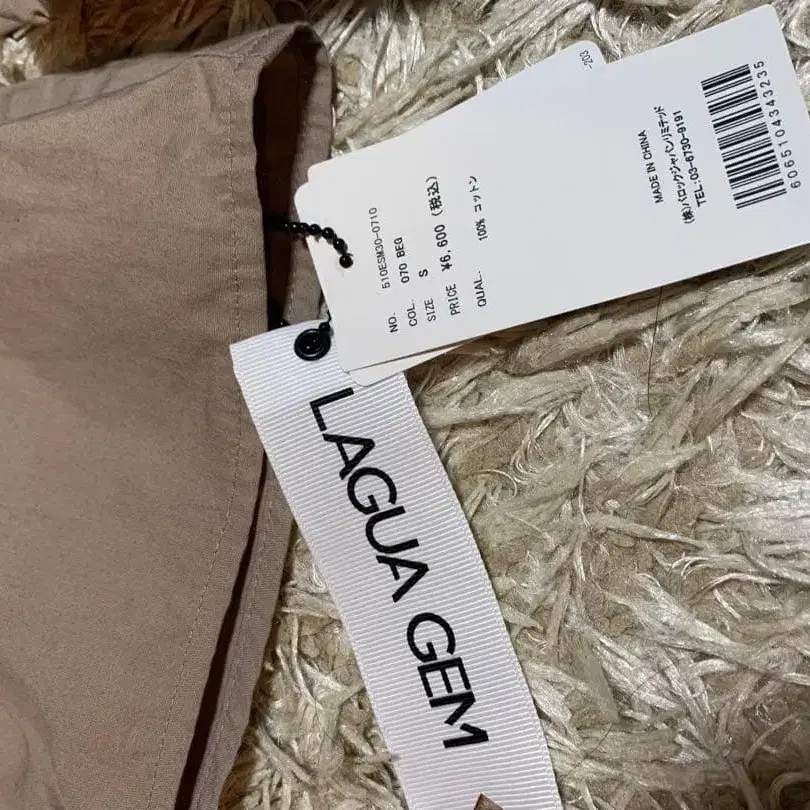 NO. 510ESM30-0710
COL. 070 BEG
SIZE S
PRICE ¥6,600 (税込)
QUAL. 100% コットン
MADE IN CHINA
(株)バロックジャパンリミテッド
TEL:03-6730-9191
6065104343235
-203
LAGUA GEM